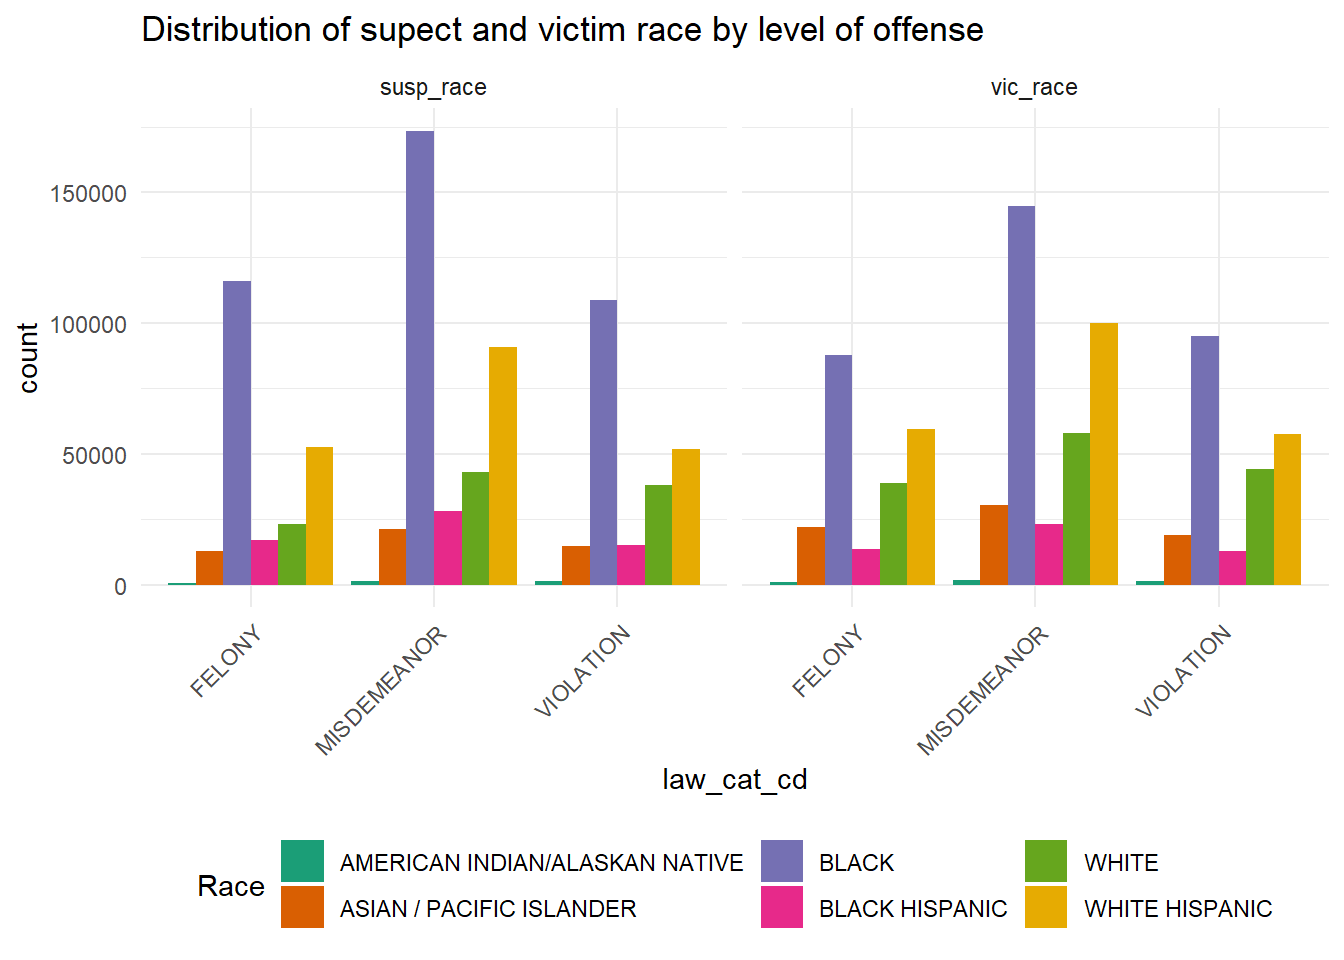 Distribution of supect and victim race by level of offense
susp_race
vic_race
150000
100000
50000
0
count
FELONY
MISDEMEANOR
VIOLATION
FELONY
MISDEMEANOR
VIOLATION
law_cat_cd
Race
AMERICAN INDIAN/ALASKAN NATIVE
BLACK
WHITE
ASIAN / PACIFIC ISLANDER
BLACK HISPANIC
WHITE HISPANIC